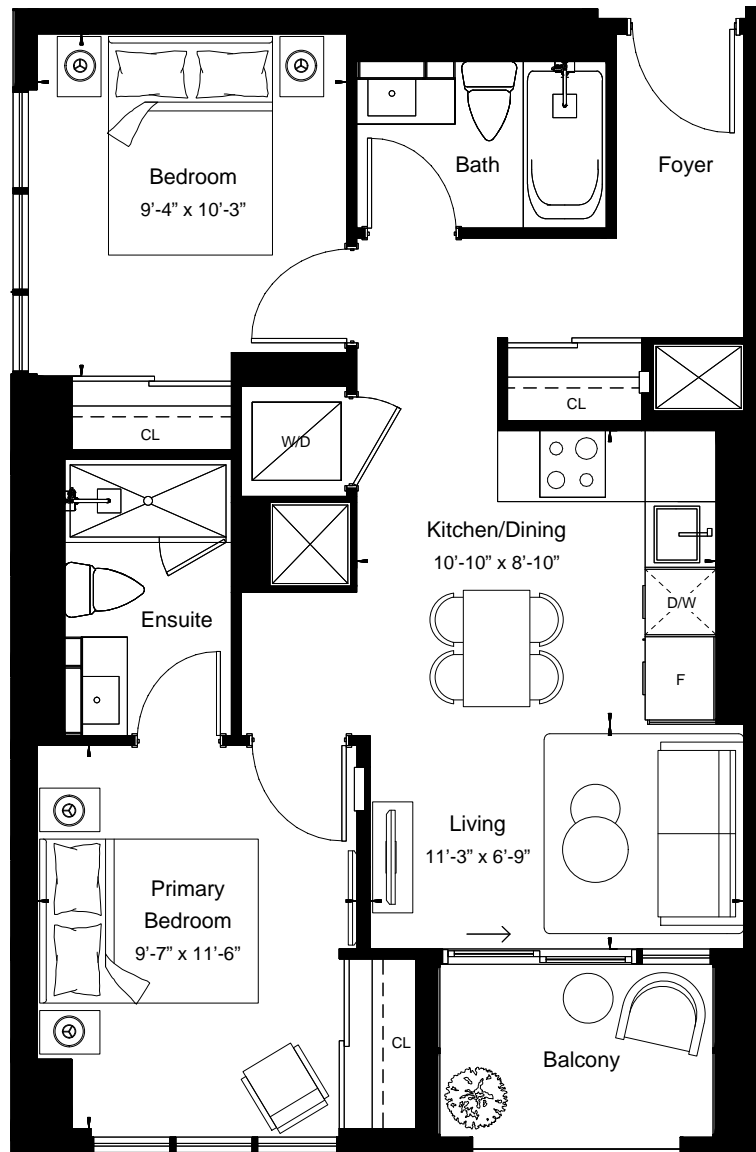 Bedroom
9’-4” x 10’-3”
Bath
Foyer
CL
CL
W/D
Kitchen/Dining
10’-10” x 8’-10”
D/W
F
Ensuite
Living
11’-3” x 6’-9”
Primary
Bedroom
9’-7” x 11’-6”
CL
Balcony